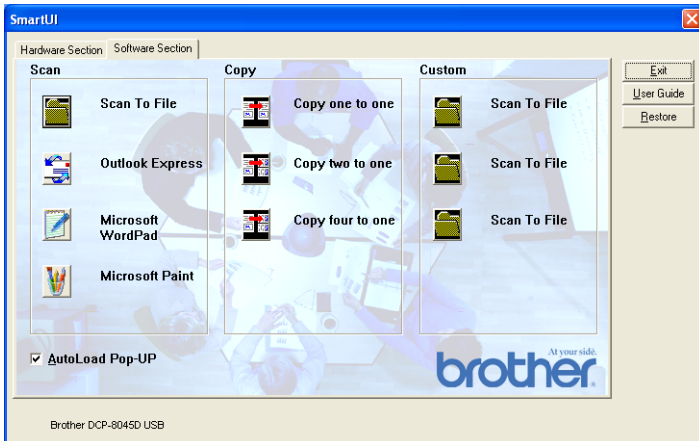 SmartUI
Hardware Section
Software Section
Scan
Scan To File
Outlook Express
Microsoft
WordPad
Microsoft Paint
Copy
Copy one to one
Copy two to one
Copy four to one
Custom
Scan To File
Scan To File
Scan To File
Exit
User Guide
Restore
AutoLoad Pop-UP
At your side.
brother
Brother DCP-8045D USB